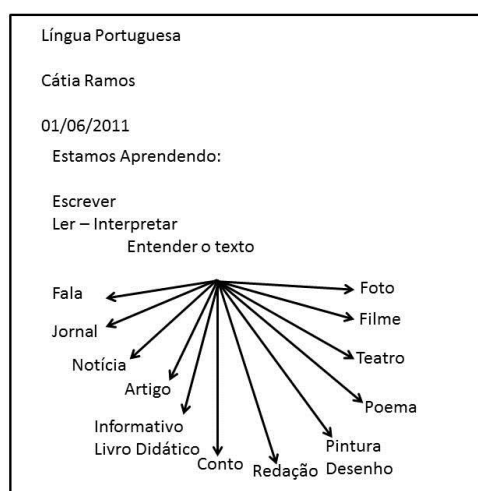 Língua Portuguesa
Cátia Ramos
01/06/2011
Estamos Aprendendo:
Escrever
Ler – Interpretar
Entender o texto
Fala
Jornal
Notícia
Artigo
Informativo
Livro Didático
Conto
Redação
Pintura
Desenho
Poema
Teatro
Filme
Foto